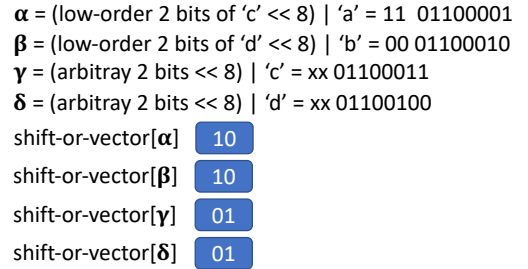 𝛂 = (low-order 2 bits of ‘c’ << 8) | ‘a’ = 11  01100001
𝛃 = (low-order 2 bits of ‘d’ << 8) | ‘b’ = 00 01100010
𝛄 = (arbitray 2 bits << 8) | ‘c’ = xx 01100011
𝛅 = (arbitray 2 bits << 8) | ‘d’ = xx 01100100
shift-or-vector[𝛂] 10
shift-or-vector[𝛃] 10
shift-or-vector[𝛄] 01
shift-or-vector[𝛅] 01